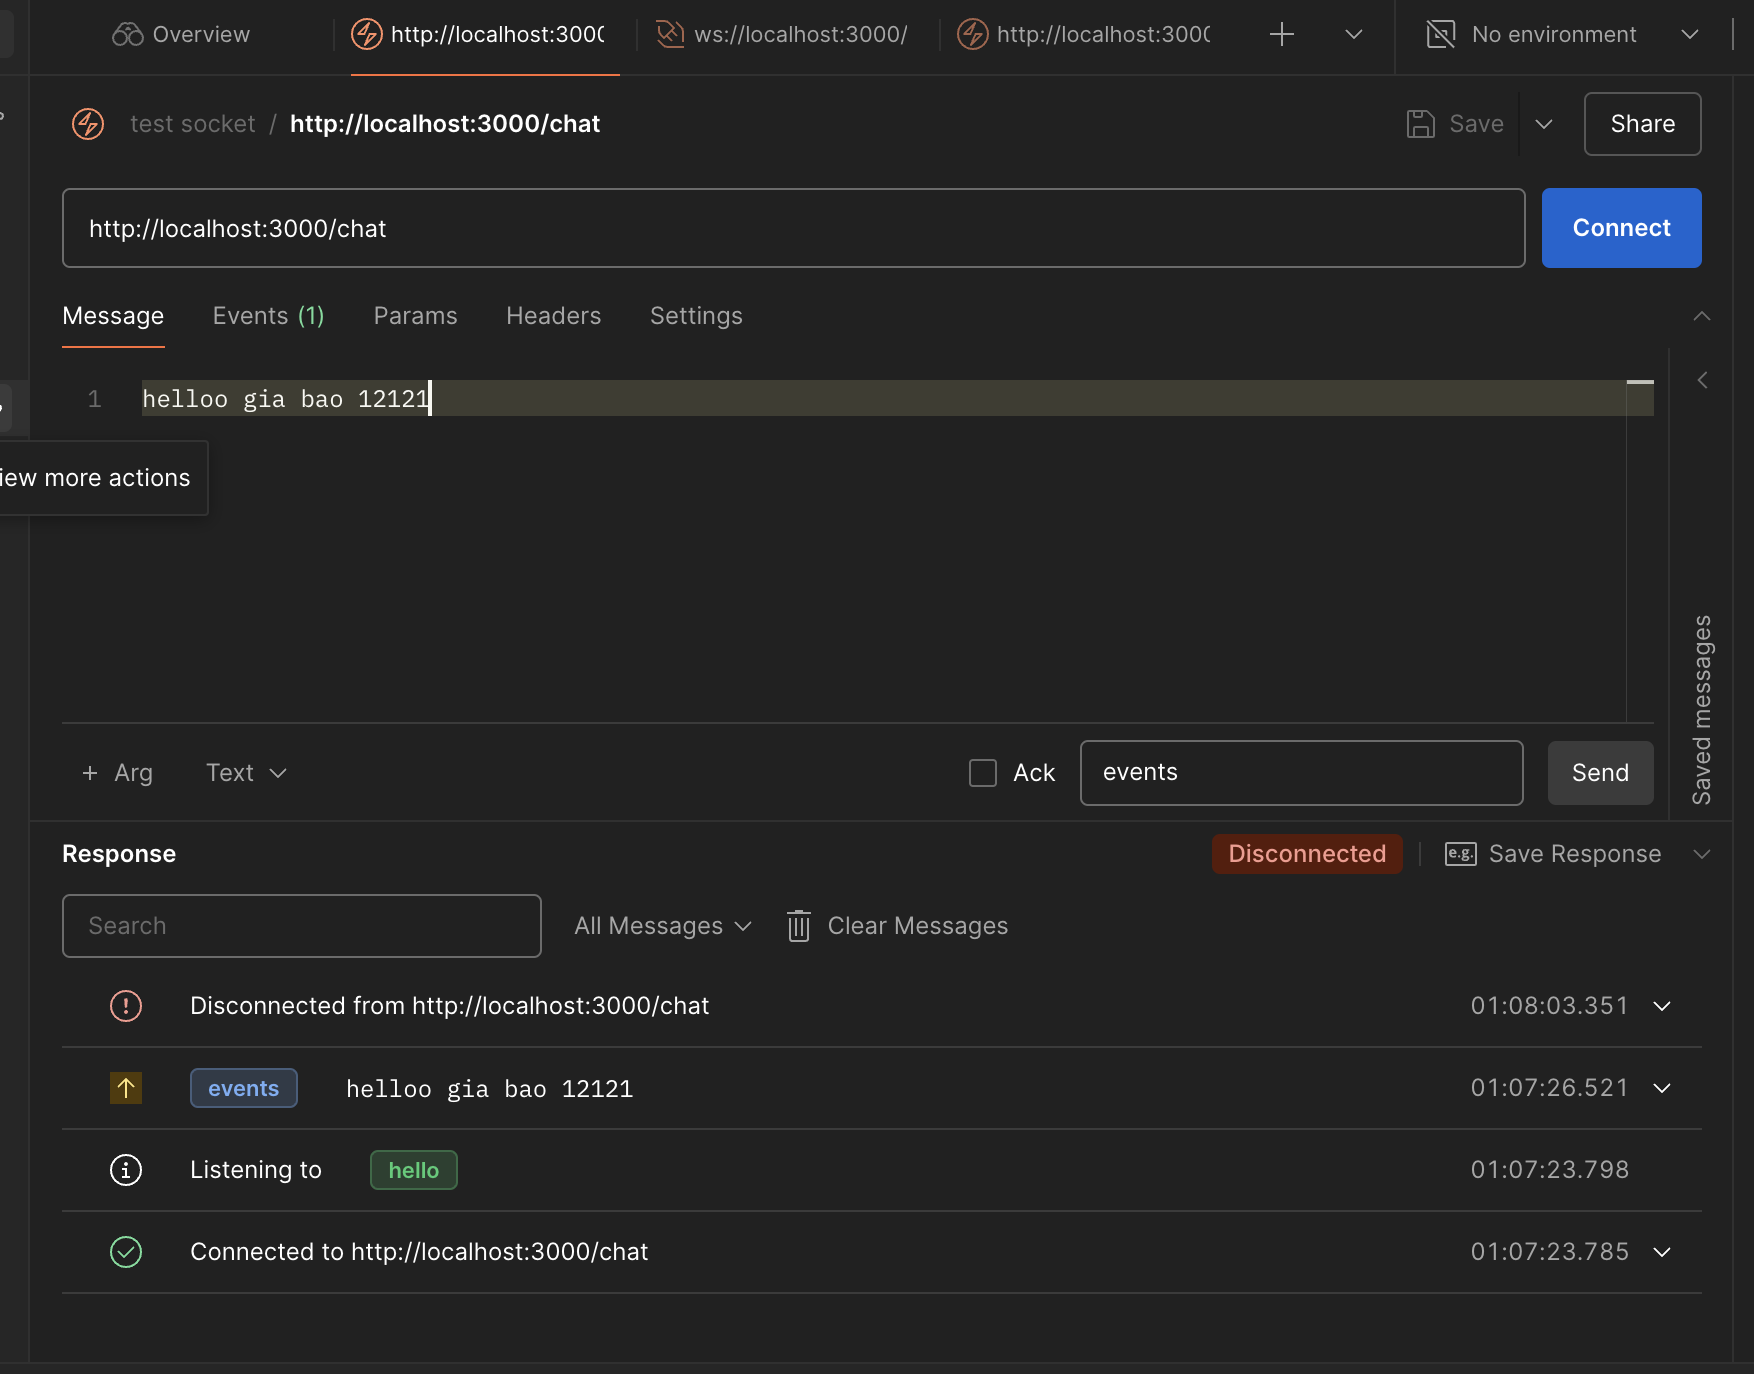 Overview
http://localhost:3000
ws://localhost:3000/
http://localhost:3000
No environment
test socket / http://localhost:3000/chat
Save
Share
http://localhost:3000/chat
Connect
Message
Events (1)
Params
Headers
Settings
1
helloo gia bao 12121
iew more actions
Saved messages
+ Arg
Text
Ack
events
Send
Response
Disconnected
e.g.
Save Response
Search
All Messages
Clear Messages
Disconnected from http://localhost:3000/chat
01:08:03.351
events
helloo gia bao 12121
01:07:26.521
Listening to
hello
01:07:23.798
Connected to http://localhost:3000/chat
01:07:23.785